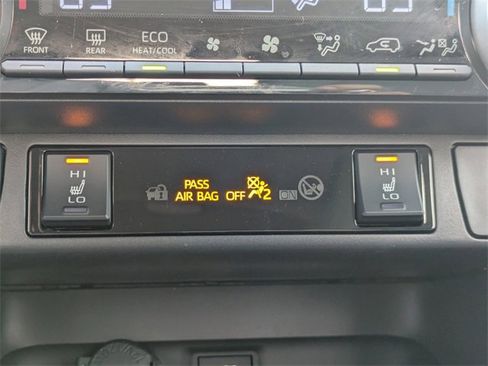 FRONT
REAR
ECO
HEAT/COOL
HI
LO
PASS
AIR BAG OFF
2
ON
HI
LO